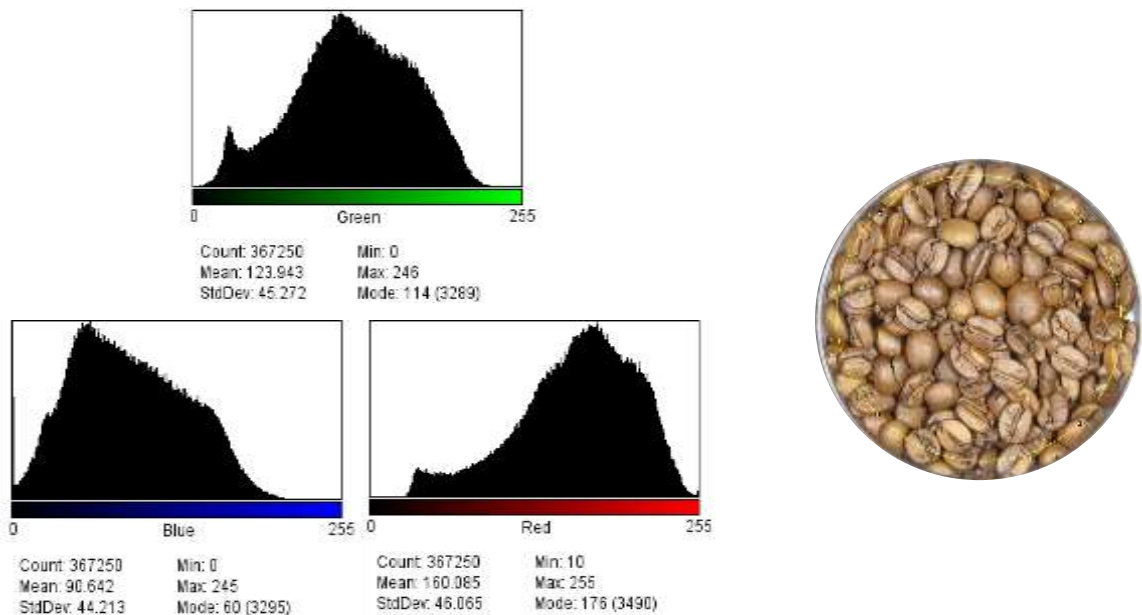 0 Green 255
Count: 367250 Min: 0
Mean: 123.943 Max: 246
StdDev: 45.272 Mode: 114 (3289)
0 Blue 255
Count: 367250 Min: 0
Mean: 90.642 Max: 245
StdDev: 44.213 Mode: 60 (3295)
0 Red 255
Count: 367250 Min: 10
Mean: 160.085 Max: 255
StdDev: 46.065 Mode: 176 (3490)